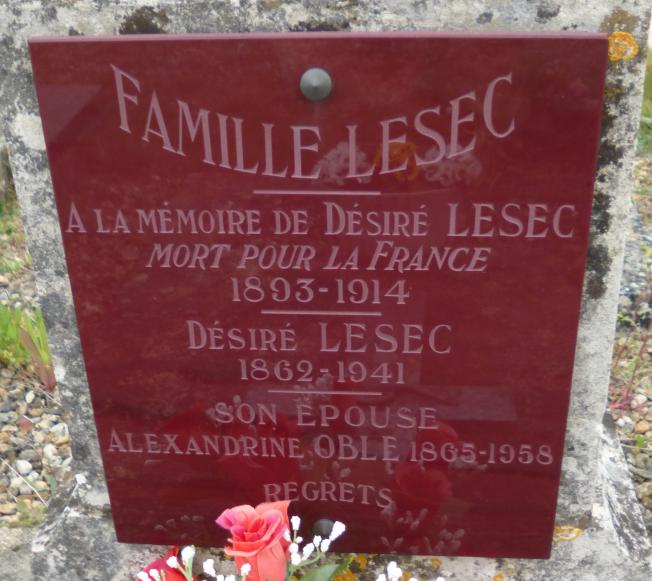 FAMILLE LESEC
A LA MÉMOIRE DE DÉSIRÉ LESEC
MORT POUR LA FRANCE
1893-1914
DÉSIRÉ LESEC
1862-1941
SON ÉPOUSE
ALEXANDRINE OBLE 1865-1958
REGRETS